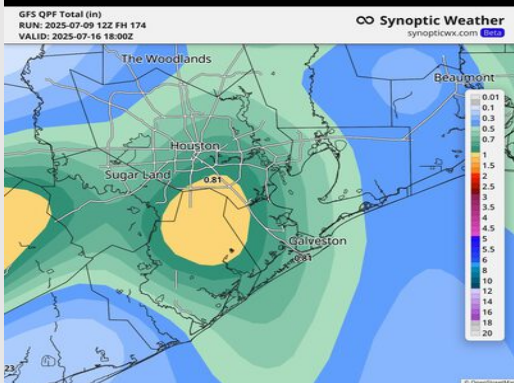 GFS QPF Total (in)
RUN: 2025-07-09 12Z FH 174
VALID: 2025-07-16 18:00Z
Synoptic Weather
synopticwx.com Beta
The Woodlands
Beaumont
Houston
Sugar Land
0.81
Galveston
0.81
23
0.01
0.1
0.3
0.5
0.7
1
1.5
2
2.5
3
3.5
4
4.5
5
5.5
6
8
10
12
14
16
18
20